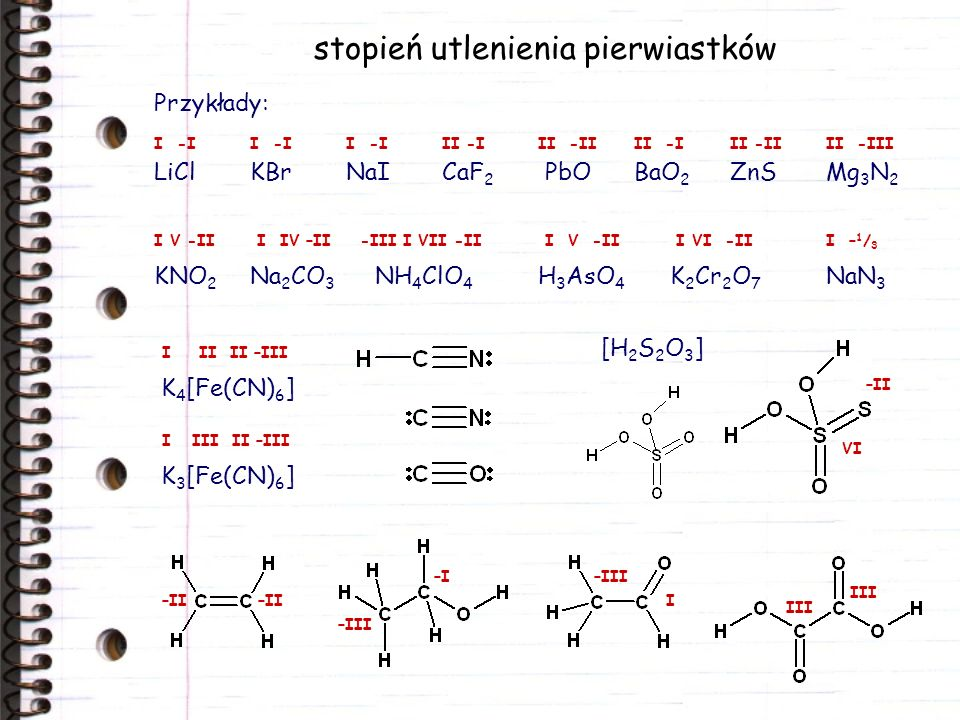 stopień utlenienia pierwiastków
Przykłady:
I -I I -I I -I II -I II -II II -I II -II II -III
LiCl KBr NaI CaF₂ PbO BaO₂ ZnS Mg₃N₂
I V -II I IV -II -III I VII -II I V -II I VI -II I -¹/₃
KNO₂ Na₂CO₃ NH₄ClO₄ H₃AsO₄ K₂Cr₂O₇ NaN₃
I II II -III
K₄[Fe(CN)₆]
I III II -III
K₃[Fe(CN)₆]
H C N:
:C N:
:C O:
[H₂S₂O₃]
H
O
H O S O
O
H
O -II
O S
H S
VI
O
H H
-II C C -II
H H
H
H -I
H C H
C O
-III H
H
H -III O
C C I
H H H
O
III
O III C H
H C O
O